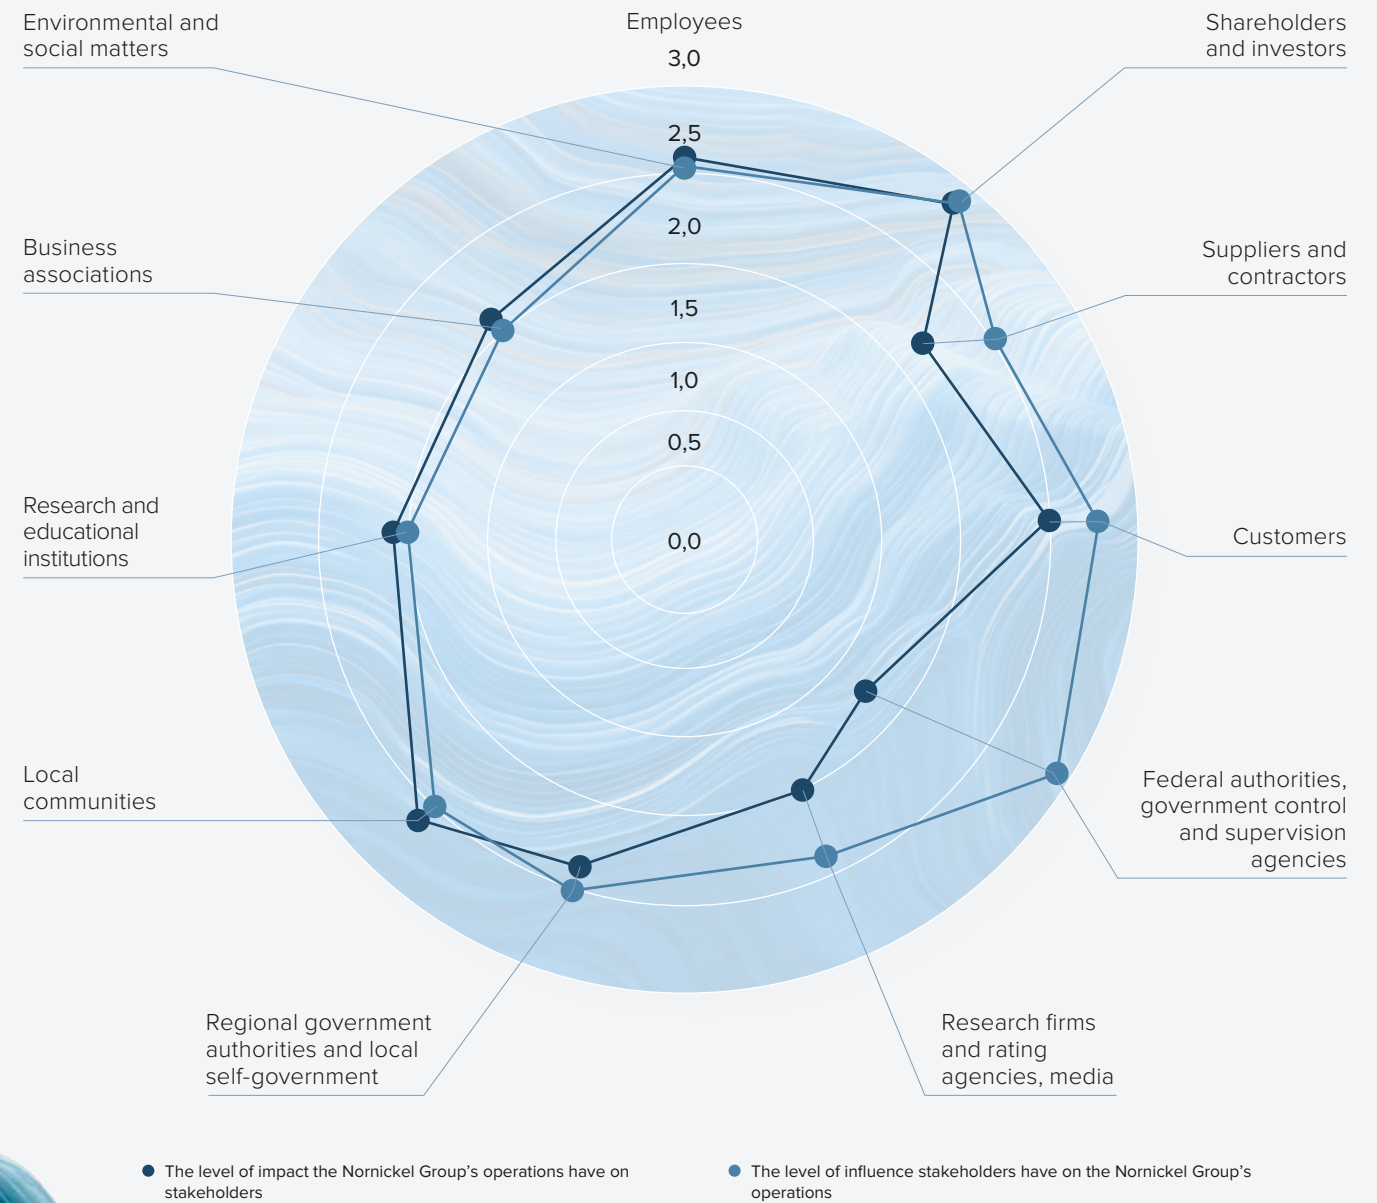 Environmental and
social matters
Employees
Shareholders
and investors
3,0
2,5
2,0
1,5
1,0
0,5
0,0
Business
associations
Suppliers and
contractors
Research and
educational
institutions
Customers
Local
communities
Federal authorities,
government control
and supervision
agencies
Regional government
authorities and local
self-government
Research firms
and rating
agencies, media
The level of impact the Nornickel Group’s operations have on
stakeholders
The level of influence stakeholders have on the Nornickel Group’s
operations